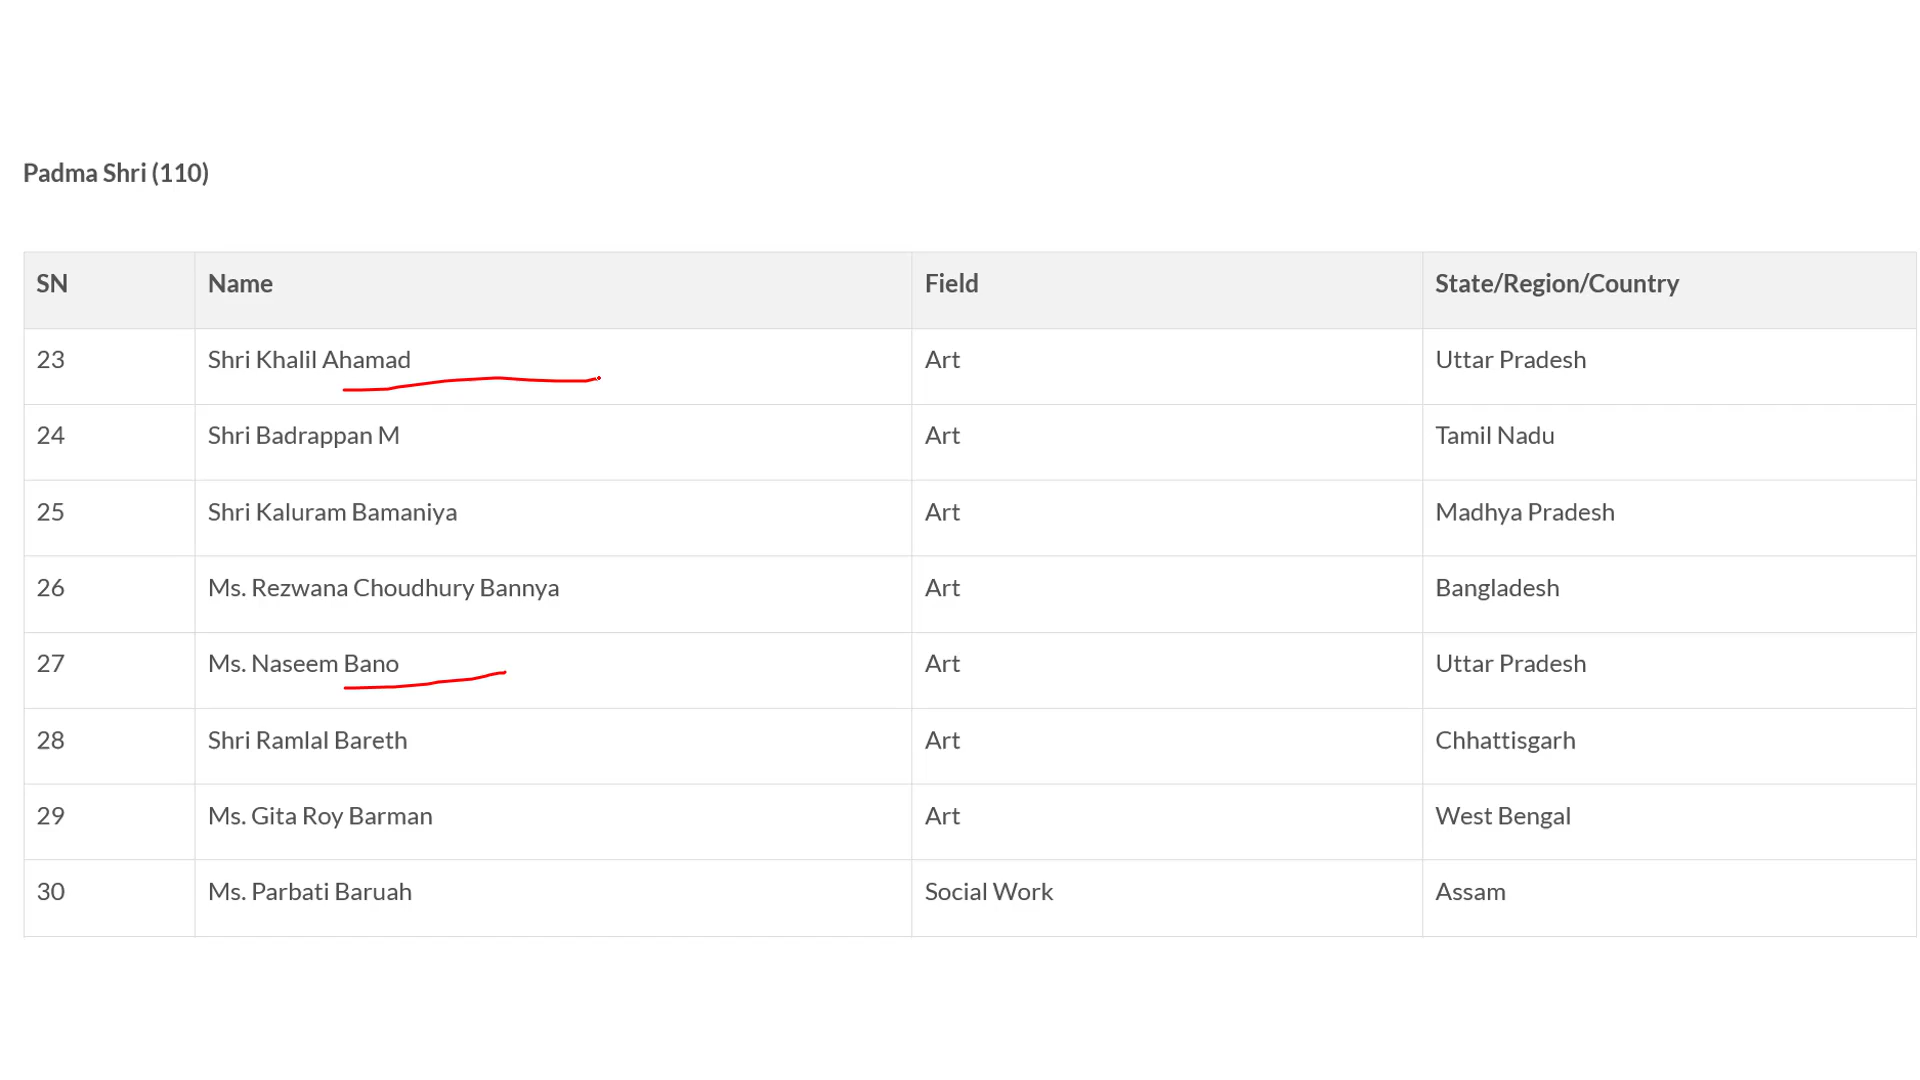 Padma Shri (110)
SN Name Field State/Region/Country
23 Shri Khalil Ahamad Art Uttar Pradesh
24 Shri Badrappan M Art Tamil Nadu
25 Shri Kaluram Bamaniya Art Madhya Pradesh
26 Ms. Rezwana Choudhury Bannya Art Bangladesh
27 Ms. Naseem Bano Art Uttar Pradesh
28 Shri Ramlal Bareth Art Chhattisgarh
29 Ms. Gita Roy Barman Art West Bengal
30 Ms. Parbati Baruah Social Work Assam